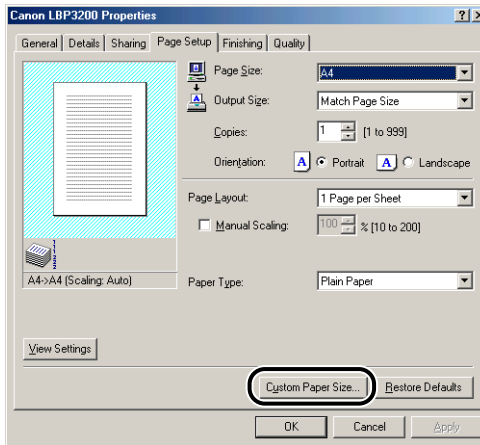 Canon LBP3200 Properties
General Details Sharing Page Setup Finishing Quality
Page Size: A4
Output Size: Match Page Size
Copies: 1 [1 to 999]
Orientation: A Portrait A Landscape
Page Layout: 1 Page per Sheet
Manual Scaling: 100 % [10 to 200]
A4->A4 (Scaling: Auto)
Paper Type: Plain Paper
View Settings
Custom Paper Size... Restore Defaults
OK Cancel Apply